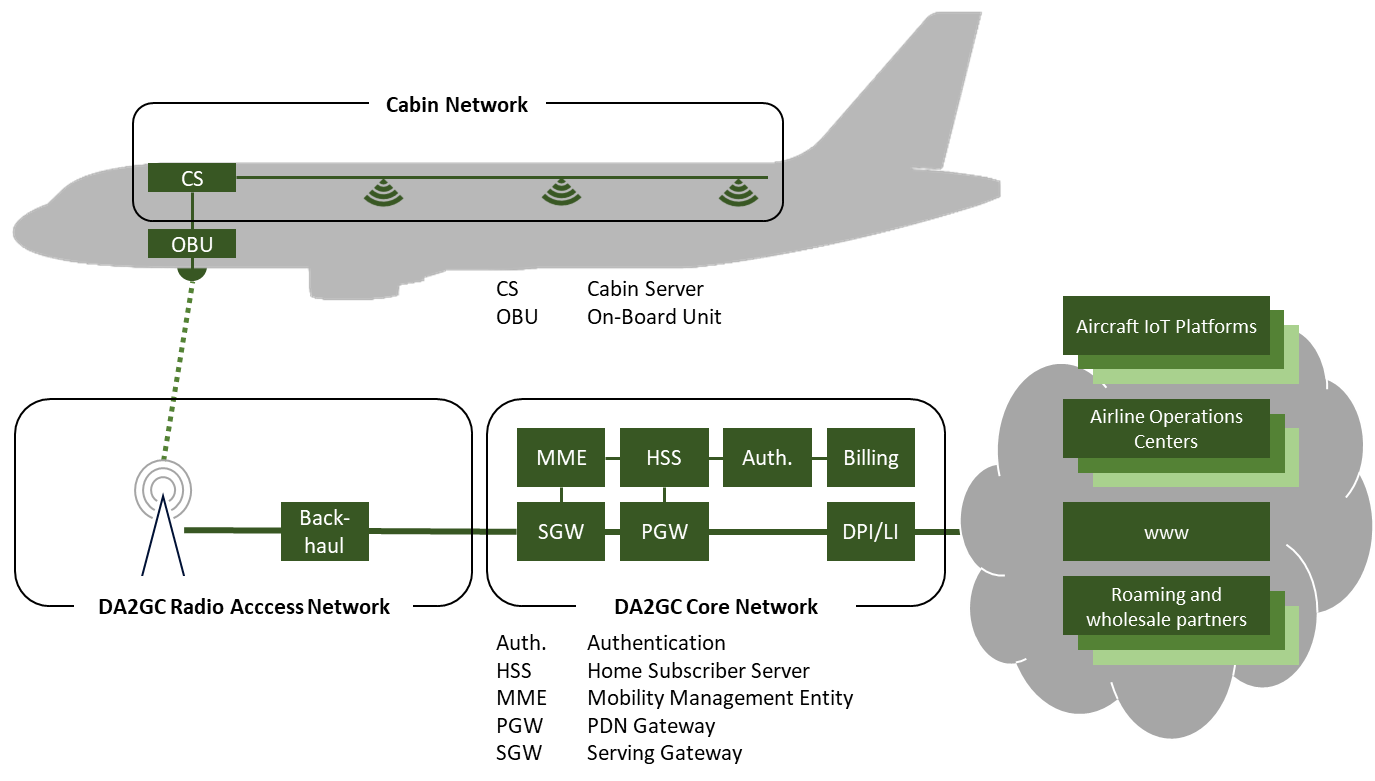 Cabin Network
CS
OBU
CS Cabin Server
OBU On-Board Unit
Aircraft IoT Platforms
Airline Operations
Centers
www
Roaming and
wholesale partners
MME HSS Auth. Billing
Back-
haul
SGW PGW DPI/LI
DA2GC Radio Acccess Network
DA2GC Core Network
Auth. Authentication
HSS Home Subscriber Server
MME Mobility Management Entity
PGW PDN Gateway
SGW Serving Gateway